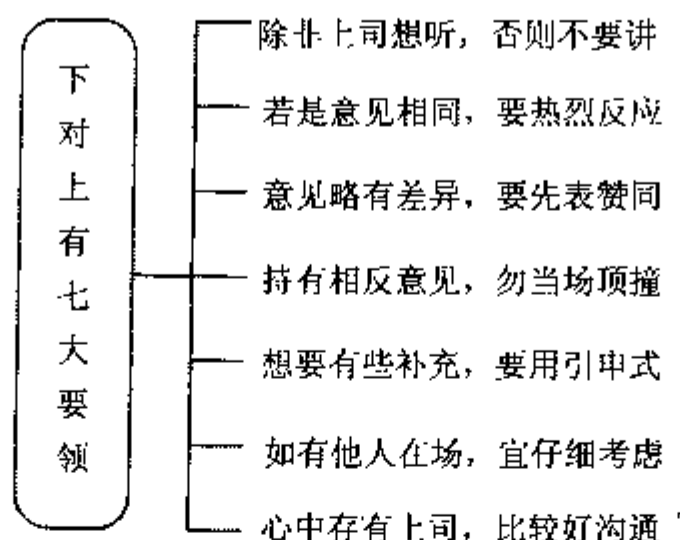 下对上有七大要领
除非上司想听，否则不要讲
若是意见相同，要热烈反应
意见略有差异，要先表赞同
持有相反意见，勿当场顶撞
想要有些补充，要用引申式
如有他人在场，宜仔细考虑
心中存有上司，比较好沟通